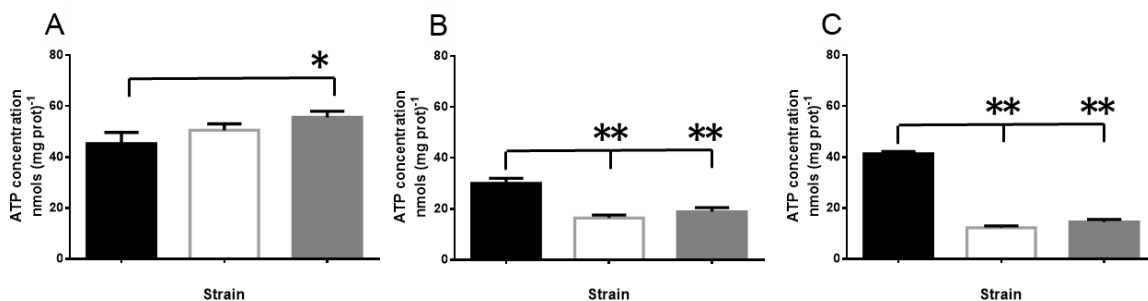 A
ATP concentration
nmols (mg prot)-1
80
60
40
20
0
*
Strain
B
ATP concentration
nmols (mg prot)-1
80
60
40
20
0
**
**
Strain
C
ATP concentration
nmols (mg prot)-1
80
60
40
20
0
**
**
Strain